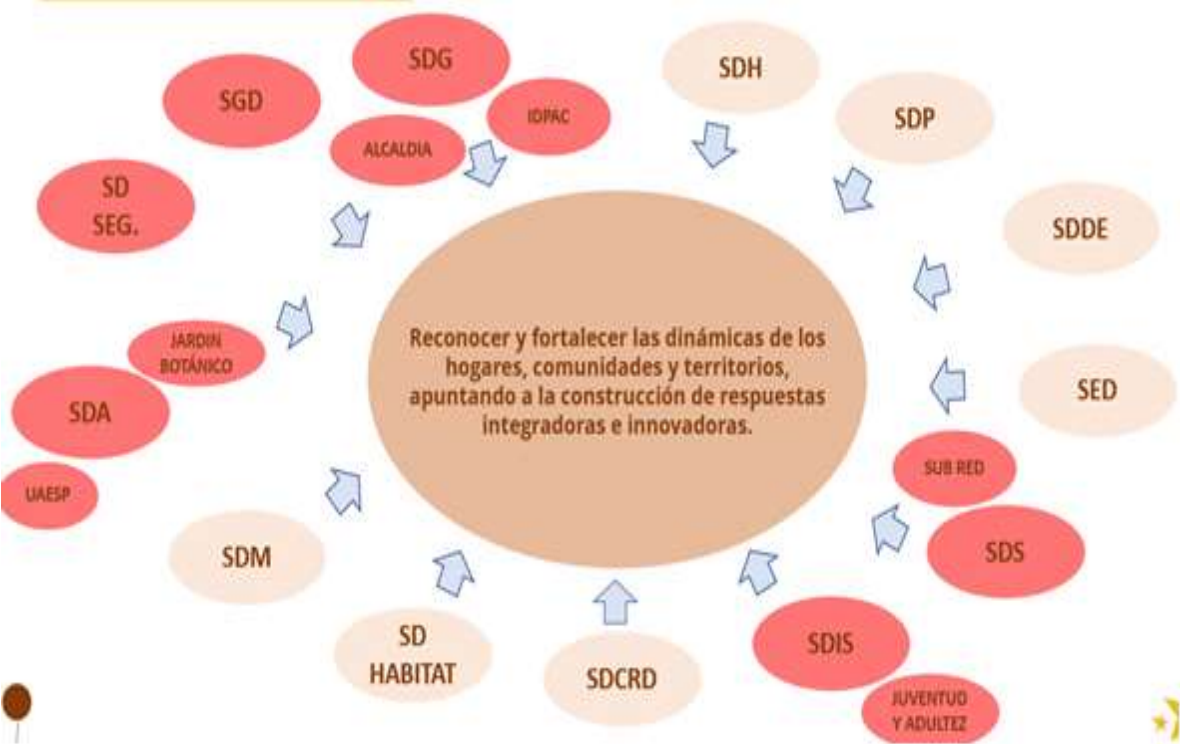 SDG
SDH
SGD
IDPAC
SDP
ALCALDIA
SD
SEG.
SDDE
JARDIN
BOTÁNICO
Reconocer y fortalecer las dinámicas de los
hogares, comunidades y territorios,
apuntando a la construcción de respuestas
integradoras e innovadoras.
SED
SDA
SUB RED
UAESP
SDM
SDS
SD
HABITAT
SDCRD
SDIS
JUVENTUD
Y ADULTEZ